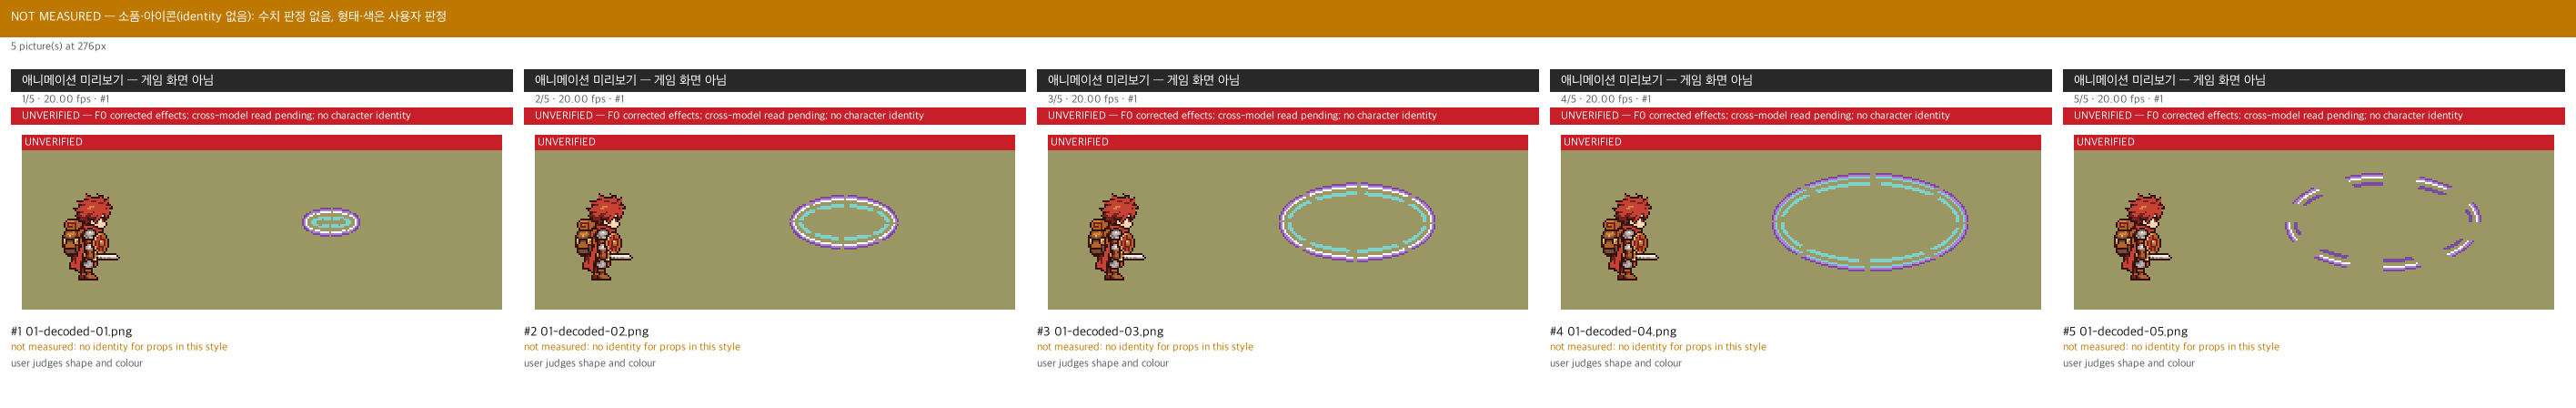 NOT MEASURED — 소품·아이콘(identity 없음): 수치 판정 없음, 형태·색은 사용자 판정
5 picture(s) at 276px
애니메이션 미리보기 — 게임 화면 아님
1/5 · 20.00 fps · #1
UNVERIFIED — F0 corrected effects; cross-model read pending; no character identity
UNVERIFIED
#1 01-decoded-01.png
not measured: no identity for props in this style
user judges shape and colour
애니메이션 미리보기 — 게임 화면 아님
2/5 · 20.00 fps · #1
UNVERIFIED — F0 corrected effects; cross-model read pending; no character identity
UNVERIFIED
#2 01-decoded-02.png
not measured: no identity for props in this style
user judges shape and colour
애니메이션 미리보기 — 게임 화면 아님
3/5 · 20.00 fps · #1
UNVERIFIED — F0 corrected effects; cross-model read pending; no character identity
UNVERIFIED
#3 01-decoded-03.png
not measured: no identity for props in this style
user judges shape and colour
애니메이션 미리보기 — 게임 화면 아님
4/5 · 20.00 fps · #1
UNVERIFIED — F0 corrected effects; cross-model read pending; no character identity
UNVERIFIED
#4 01-decoded-04.png
not measured: no identity for props in this style
user judges shape and colour
애니메이션 미리보기 — 게임 화면 아님
5/5 · 20.00 fps · #1
UNVERIFIED — F0 corrected effects; cross-model read pending; no character identity
UNVERIFIED
#5 01-decoded-05.png
not measured: no identity for props in this style
user judges shape and colour